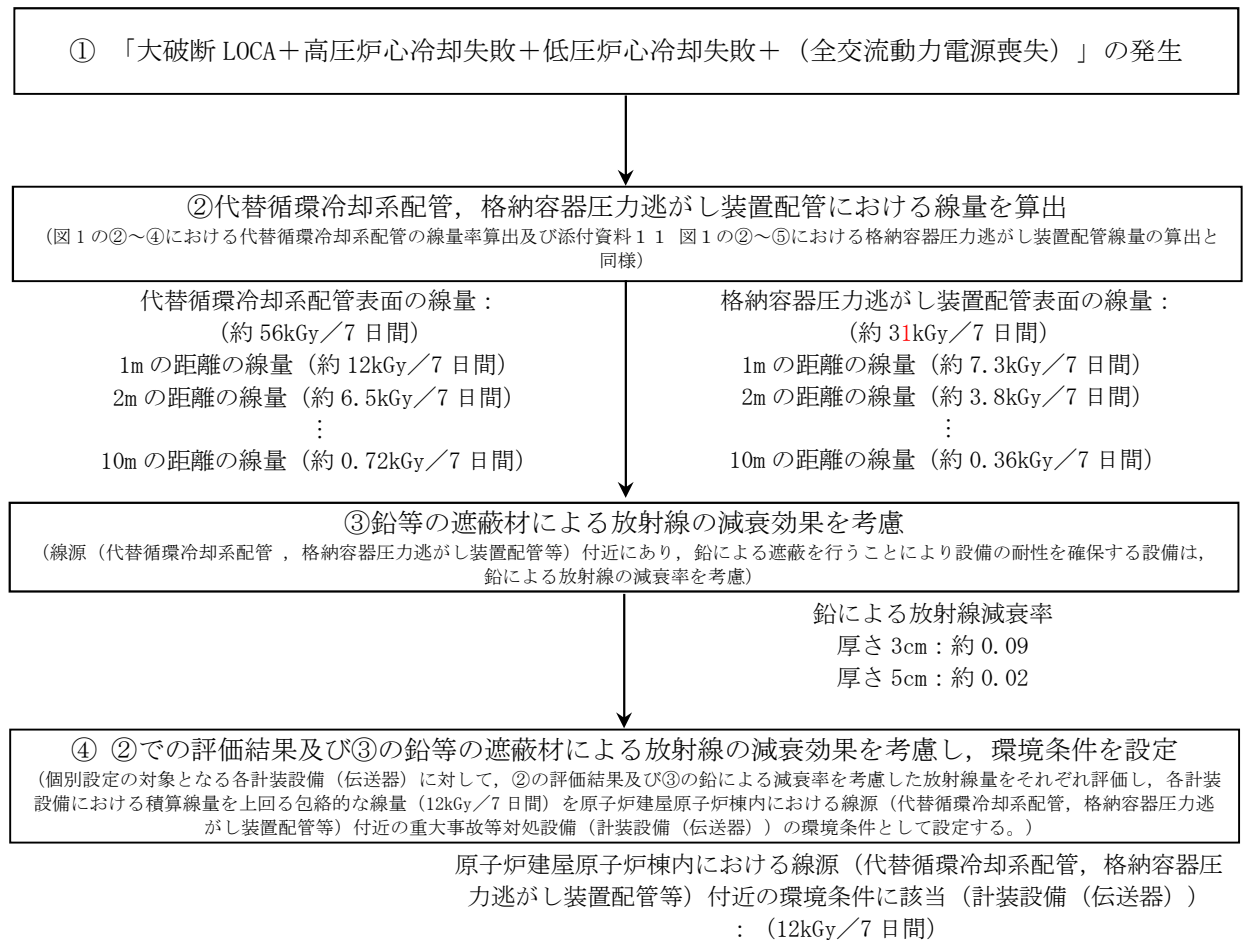 ① 「大破断 LOCA＋高圧炉心冷却失敗＋低圧炉心冷却失敗＋（全交流動力電源喪失）」の発生
②代替循環冷却系配管，格納容器圧力逃がし装置配管における線量を算出
（図１の②～④における代替循環冷却系配管の線量率算出及び添付資料１１ 図１の②～⑤における格納容器圧力逃がし装置配管線量の算出と
同様）
代替循環冷却系配管表面の線量：
（約 56kGy／7 日間）
1m の距離の線量（約 12kGy／7 日間）
2m の距離の線量（約 6.5kGy／7 日間）
⋮
10m の距離の線量（約 0.72kGy／7 日間）
格納容器圧力逃がし装置配管表面の線量：
（約 31kGy／7 日間）
1m の距離の線量（約 7.3kGy／7 日間）
2m の距離の線量（約 3.8kGy／7 日間）
⋮
10m の距離の線量（約 0.36kGy／7 日間）
③鉛等の遮蔽材による放射線の減衰効果を考慮
（線源（代替循環冷却系配管 ，格納容器圧力逃がし装置配管等）付近にあり，鉛による遮蔽を行うことにより設備の耐性を確保する設備は，
鉛による放射線の減衰率を考慮）
鉛による放射線減衰率
厚さ 3cm：約 0.09
厚さ 5cm：約 0.02
④ ②での評価結果及び③の鉛等の遮蔽材による放射線の減衰効果を考慮し，環境条件を設定
（個別設定の対象となる各計装設備（伝送器）に対して，②の評価結果及び③の鉛による減衰率を考慮した放射線量をそれぞれ評価し，各計装
設備における積算線量を上回る包絡的な線量（12kGy／7 日間）を原子炉建屋原子炉棟内における線源（代替循環冷却系配管，格納容器圧力逃
がし装置配管等）付近の重大事故等対処設備（計装設備（伝送器））の環境条件として設定する。）
原子炉建屋原子炉棟内における線源（代替循環冷却系配管，格納容器圧
力逃がし装置配管等）付近の環境条件に該当（計装設備（伝送器））
：（12kGy／7 日間）